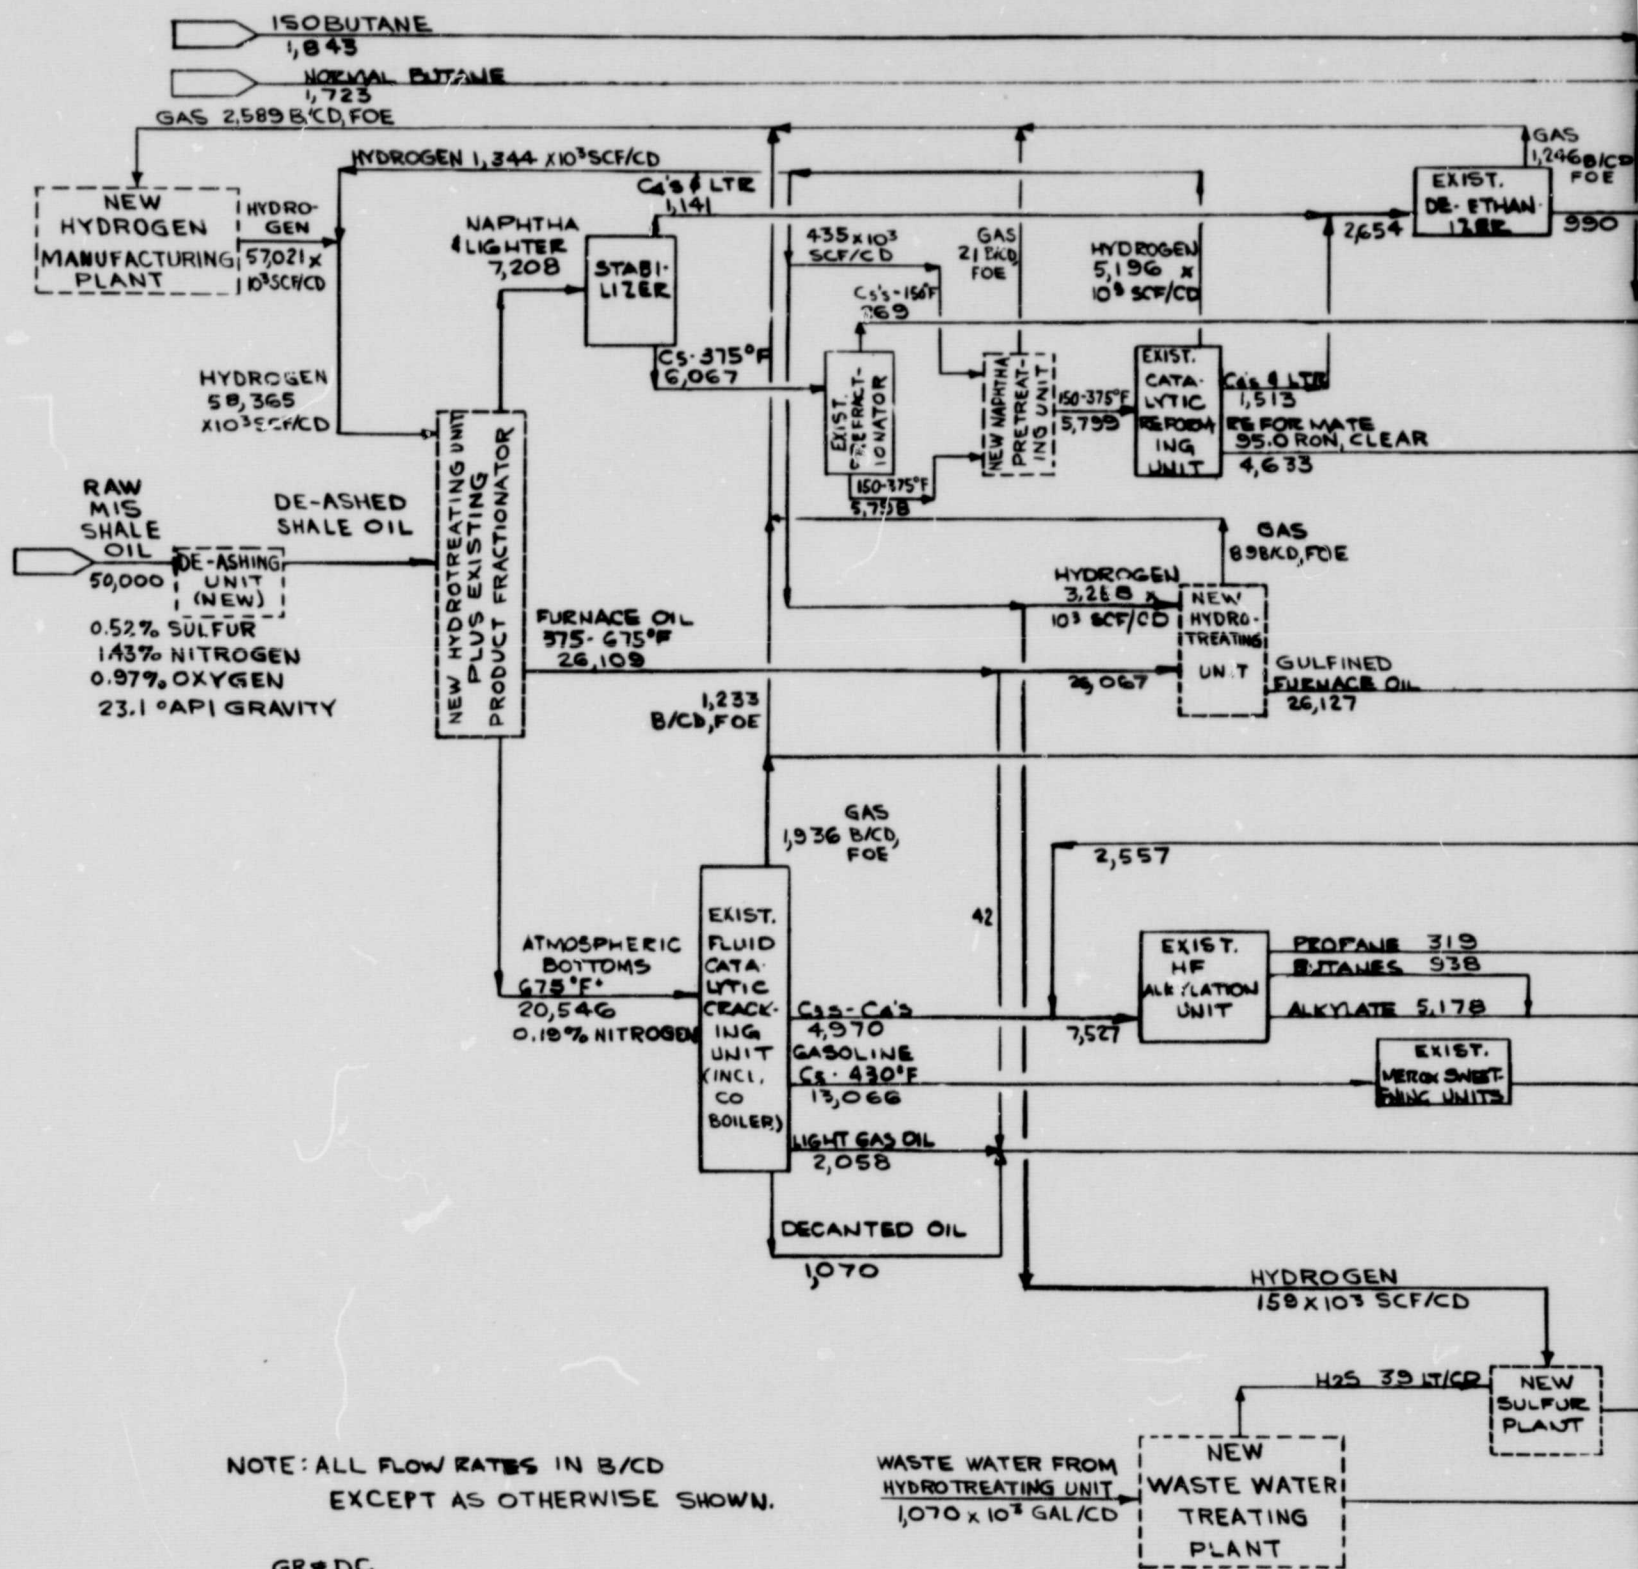 ISOBUTANE
1,843
NORMAL BUTANE
1,723
GAS 2,589 B/CD, FOE
HYDROGEN 1,344 X10³ SCF/CD
NEW
HYDROGEN
MANUFACTURING
PLANT
HYDRO-
GEN
57,021 x
10³ SCF/CD
C4'S & LTR
1,141
NAPHTHA
& LIGHTER
7,208
STABI-
LIZER
C5-375°F
6,067
435 x 10³
SCF/CD
GAS
21 B/CD,
FOE
HYDROGEN
5,196 x
10³ SCF/CD
GAS
1,246 B/CD
FOE
EXIST.
DE-ETHAN-
IZER
2,654
990
C5's-150°F
269
EXIST.
PREFRACT-
IONATOR
150-375°F
5,798
NEW NAPHTHA
PRETREAT-
ING UNIT
150-375°F
5,799
EXIST.
CATA-
LYTIC
REFORM-
ING
UNIT
C4's & LTR
1,513
REFORMATE
95.0 RON, CLEAR
4,633
HYDROGEN
58,365
X10³ SCF/CD
RAW
MIS
SHALE
OIL
50,000
DE-ASHING
UNIT
(NEW)
DE-ASHED
SHALE OIL
0.52% SULFUR
1.43% NITROGEN
0.97% OXYGEN
23.1 °API GRAVITY
NEW HYDROTREATING UNIT
PLUS EXISTING
PRODUCT FRACTIONATOR
FURNACE OIL
375-675°F
26,109
GAS
89 B/CD, FOE
HYDROGEN
10³ SCF/CD
26,067
NEW
HYDRO-
TREATING
UNIT
GULFINED
FURNACE OIL
26,127
1,233
B/CD, FOE
GAS
1,936 B/CD,
FOE
2,557
42
ATMOSPHERIC
BOTTOMS
675°F+
20,546
0.18% NITROGEN
EXIST.
FLUID
CATA-
LYTIC
CRACK-
ING
UNIT
(INCL.
CO
BOILER)
C3s-C4's
4,970
GASOLINE
C5-430°F
13,066
LIGHT GAS OIL
2,058
DECANTED OIL
1,070
7,527
EXIST.
HF
ALKYLATION
UNIT
PROPANE 319
BUTANES 938
ALKYLATE 5,178
EXIST.
MEROX SWEET-
ENING UNITS
HYDROGEN
159 X 10³ SCF/CD
H2S 39 LT/CD
NEW
SULFUR
PLANT
WASTE WATER FROM
HYDROTREATING UNIT
1,070 x 10³ GAL/CD
NEW
WASTE WATER
TREATING
PLANT
NOTE: ALL FLOW RATES IN B/CD
EXCEPT AS OTHERWISE SHOWN.